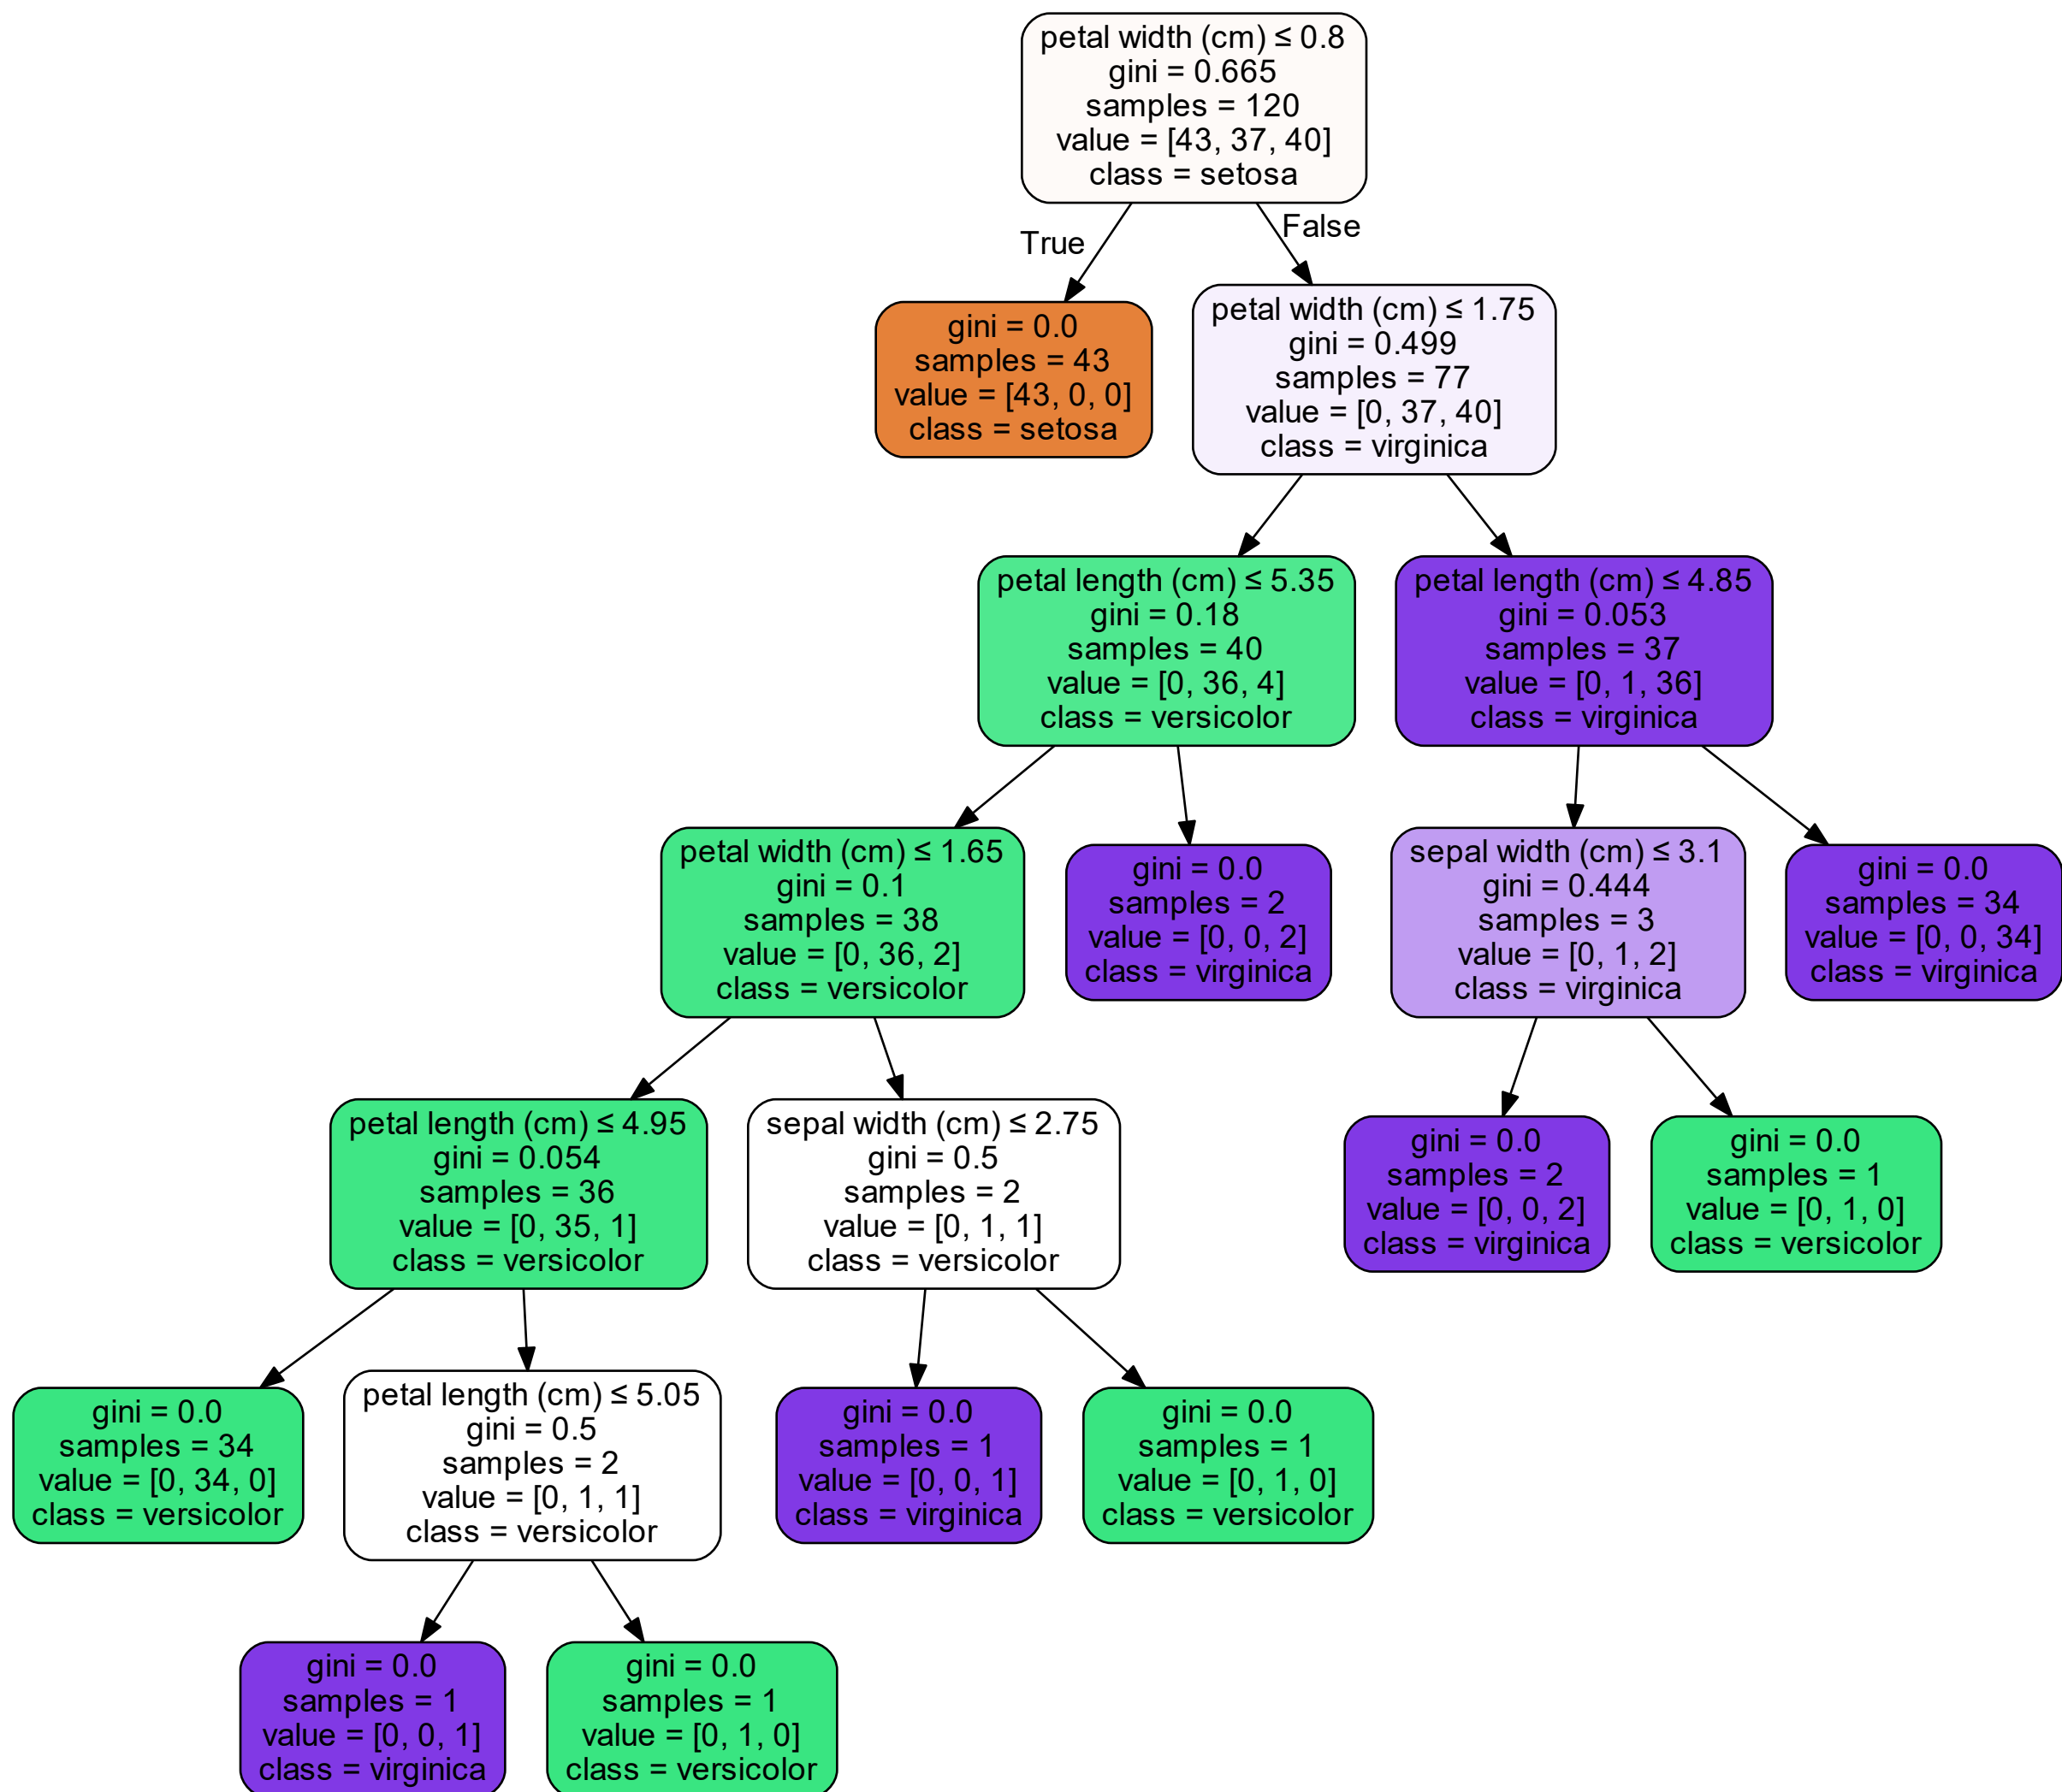 petal width (cm) ≤ 0.8
gini = 0.665
samples = 120
value = [43, 37, 40]
class = setosa
True
False
gini = 0.0
samples = 43
value = [43, 0, 0]
class = setosa
petal width (cm) ≤ 1.75
gini = 0.499
samples = 77
value = [0, 37, 40]
class = virginica
petal length (cm) ≤ 5.35
gini = 0.18
samples = 40
value = [0, 36, 4]
class = versicolor
petal length (cm) ≤ 4.85
gini = 0.053
samples = 37
value = [0, 1, 36]
class = virginica
petal width (cm) ≤ 1.65
gini = 0.1
samples = 38
value = [0, 36, 2]
class = versicolor
gini = 0.0
samples = 2
value = [0, 0, 2]
class = virginica
sepal width (cm) ≤ 3.1
gini = 0.444
samples = 3
value = [0, 1, 2]
class = virginica
gini = 0.0
samples = 34
value = [0, 0, 34]
class = virginica
petal length (cm) ≤ 4.95
gini = 0.054
samples = 36
value = [0, 35, 1]
class = versicolor
sepal width (cm) ≤ 2.75
gini = 0.5
samples = 2
value = [0, 1, 1]
class = versicolor
gini = 0.0
samples = 2
value = [0, 0, 2]
class = virginica
gini = 0.0
samples = 1
value = [0, 1, 0]
class = versicolor
gini = 0.0
samples = 34
value = [0, 34, 0]
class = versicolor
petal length (cm) ≤ 5.05
gini = 0.5
samples = 2
value = [0, 1, 1]
class = versicolor
gini = 0.0
samples = 1
value = [0, 0, 1]
class = virginica
gini = 0.0
samples = 1
value = [0, 1, 0]
class = versicolor
gini = 0.0
samples = 1
value = [0, 0, 1]
class = virginica
gini = 0.0
samples = 1
value = [0, 1, 0]
class = versicolor